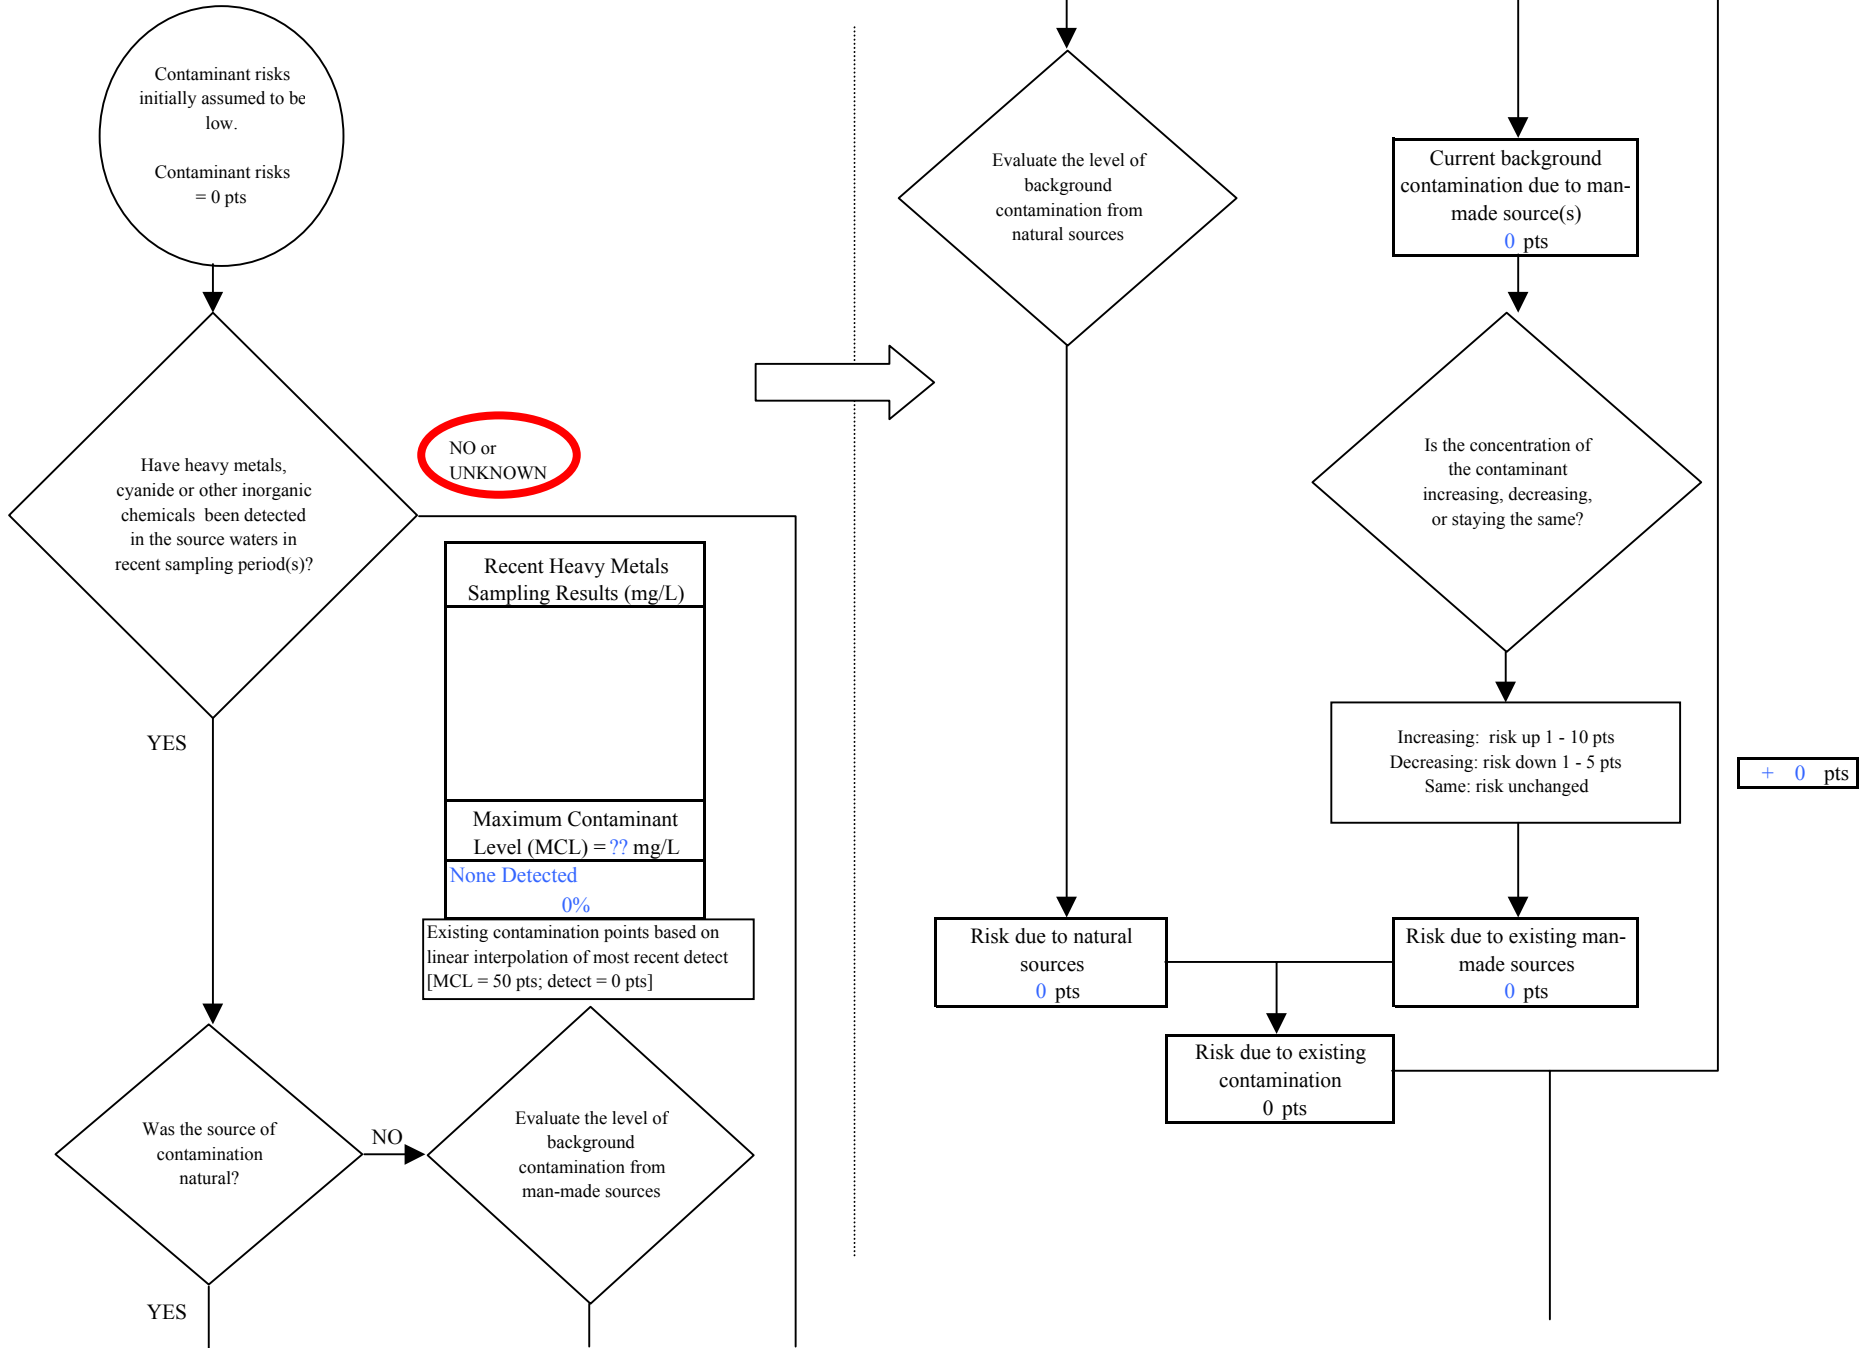 Contaminant risks
initially assumed to be
low.
Contaminant risks
= 0 pts
Have heavy metals,
cyanide or other inorganic
chemicals been detected
in the source waters in
recent sampling period(s)?
NO or
UNKNOWN
YES
Recent Heavy Metals
Sampling Results (mg/L)
Maximum Contaminant
Level (MCL) = ?? mg/L
None Detected
0%
Existing contamination points based on
linear interpolation of most recent detect
[MCL = 50 pts; detect = 0 pts]
Was the source of
contamination
natural?
NO
Evaluate the level of
background
contamination from
man-made sources
YES
Evaluate the level of
background
contamination from
natural sources
Current background
contamination due to man-
made source(s)
0 pts
Is the concentration of
the contaminant
increasing, decreasing,
or staying the same?
Increasing: risk up 1 - 10 pts
Decreasing: risk down 1 - 5 pts
Same: risk unchanged
+ 0 pts
Risk due to natural
sources
0 pts
Risk due to existing man-
made sources
0 pts
Risk due to existing
contamination
0 pts